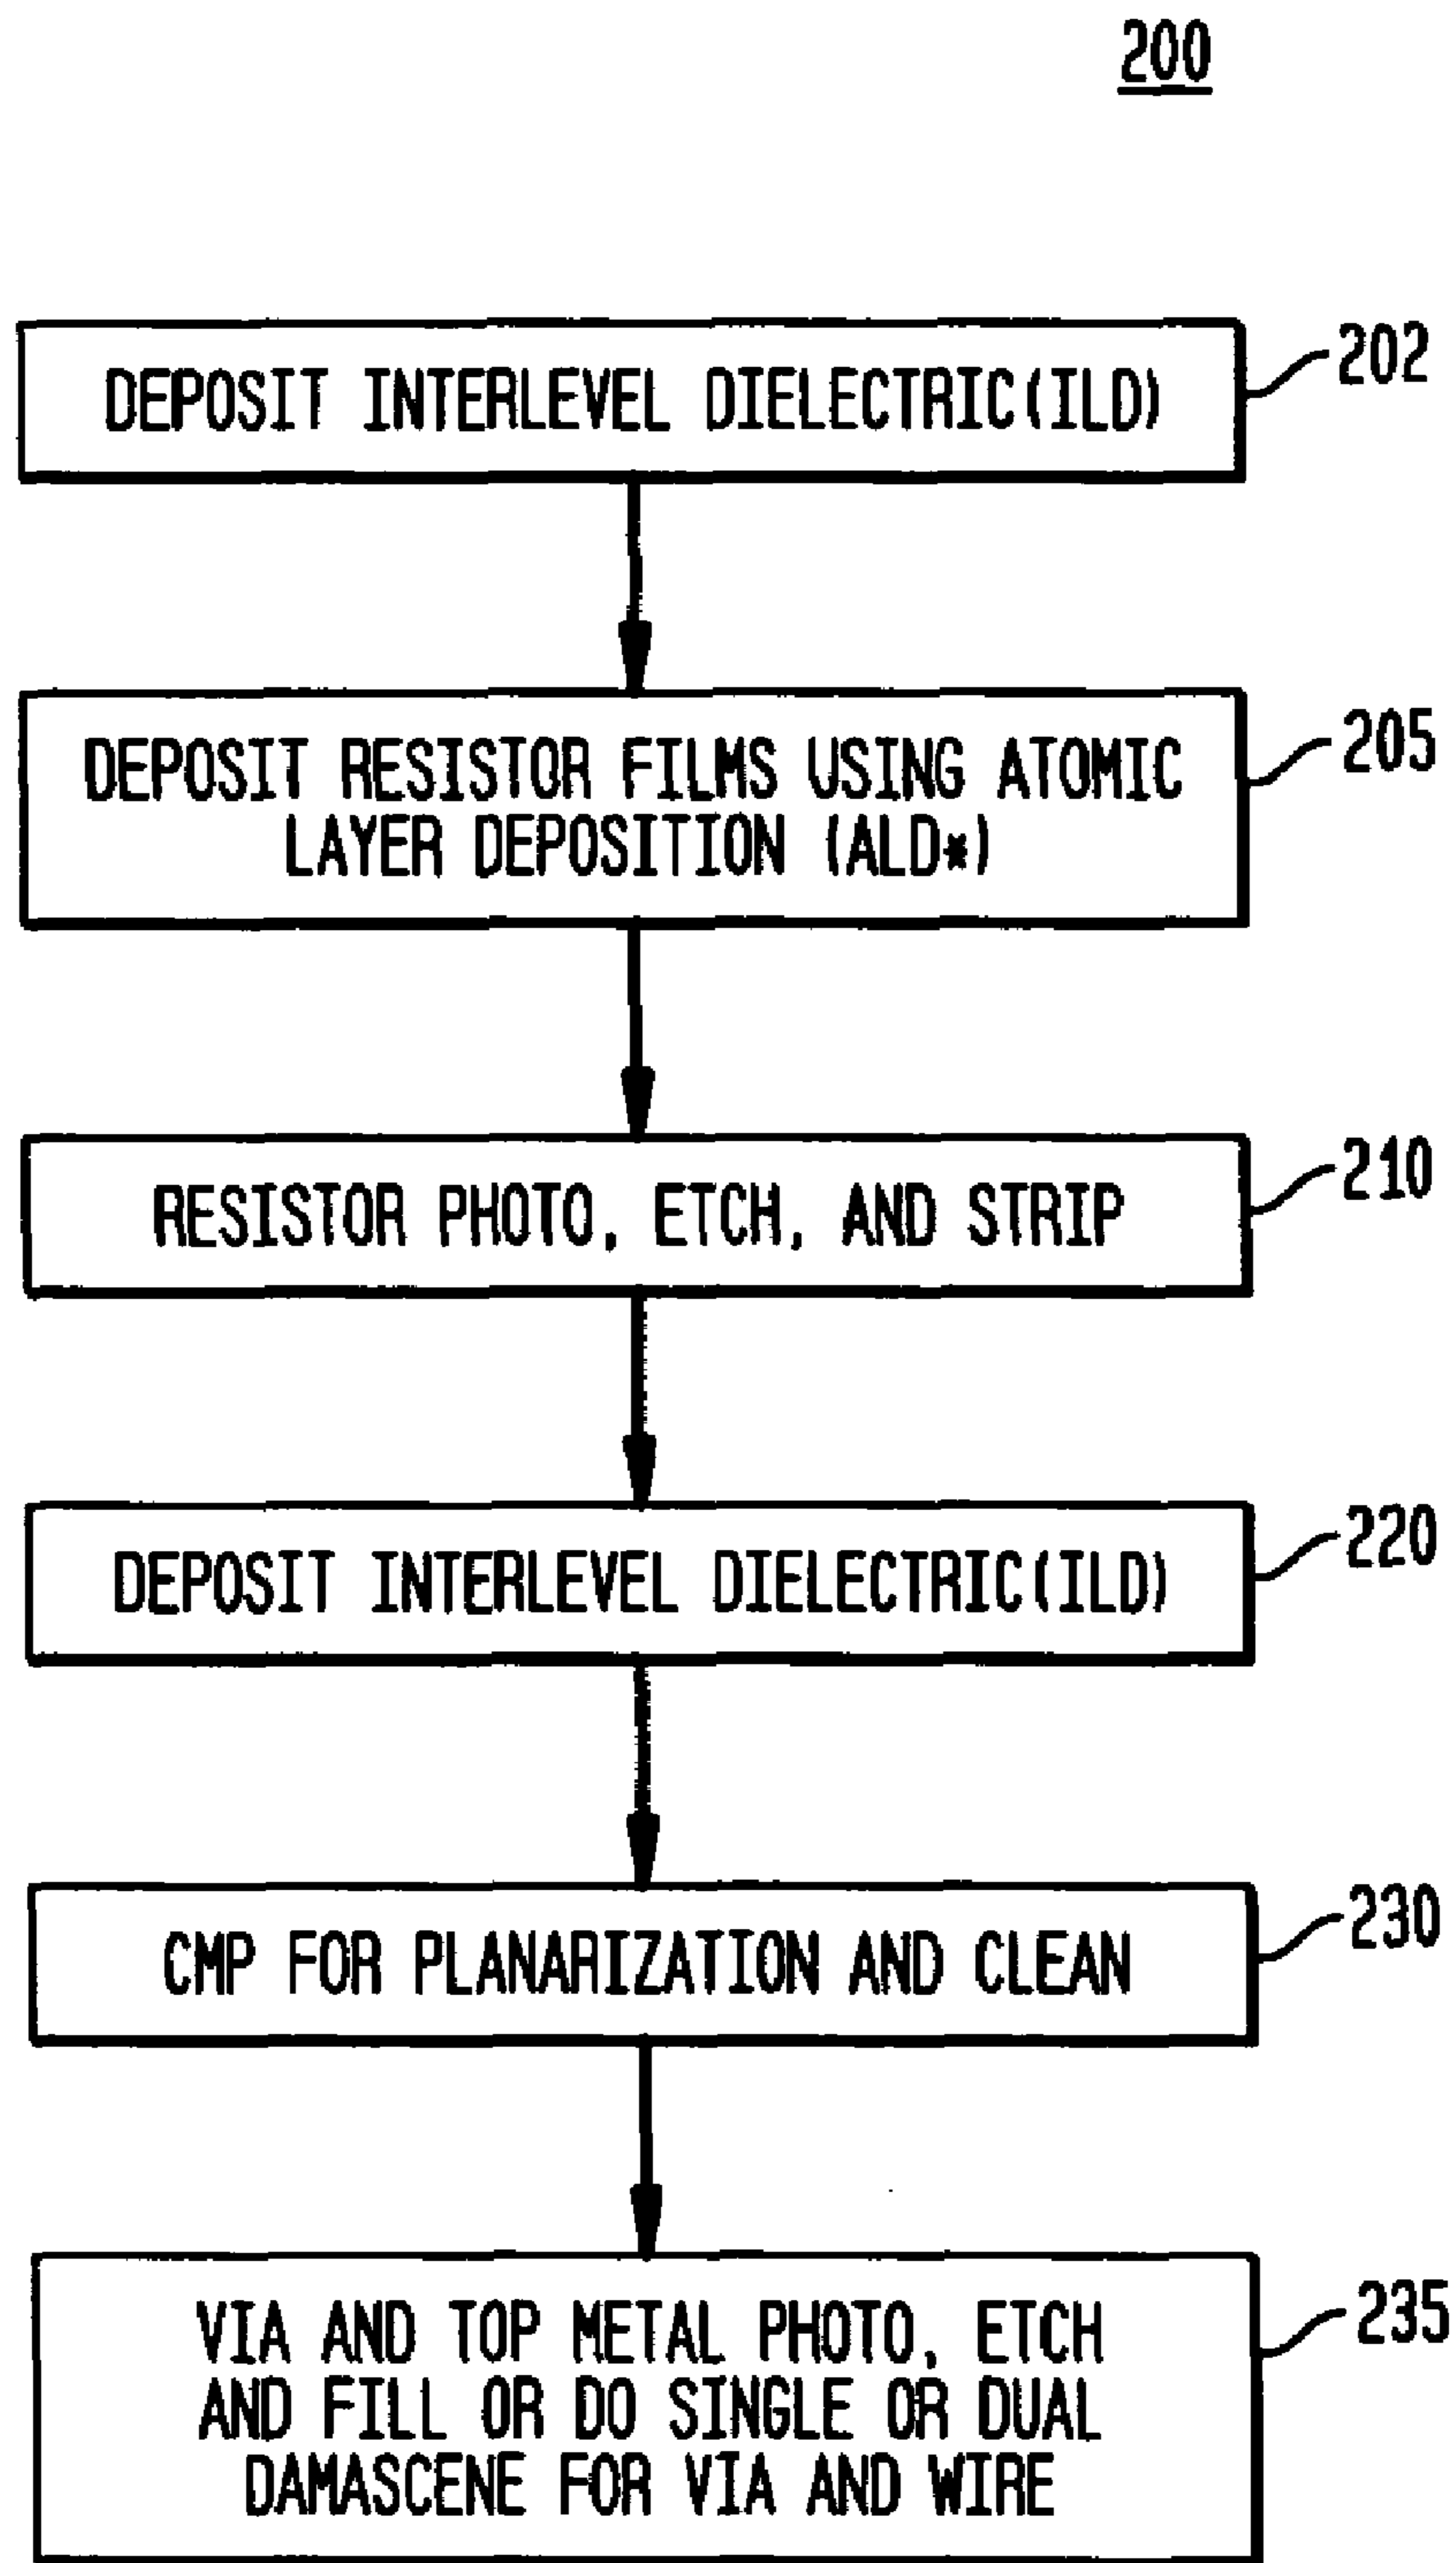 200
DEPOSIT INTERLEVEL DIELECTRIC(ILD)
202
DEPOSIT RESISTOR FILMS USING ATOMIC
LAYER DEPOSITION (ALD*)
205
RESISTOR PHOTO, ETCH, AND STRIP
210
DEPOSIT INTERLEVEL DIELECTRIC(ILD)
220
CMP FOR PLANARIZATION AND CLEAN
230
VIA AND TOP METAL PHOTO, ETCH
AND FILL OR DO SINGLE OR DUAL
DAMASCENE FOR VIA AND WIRE
235